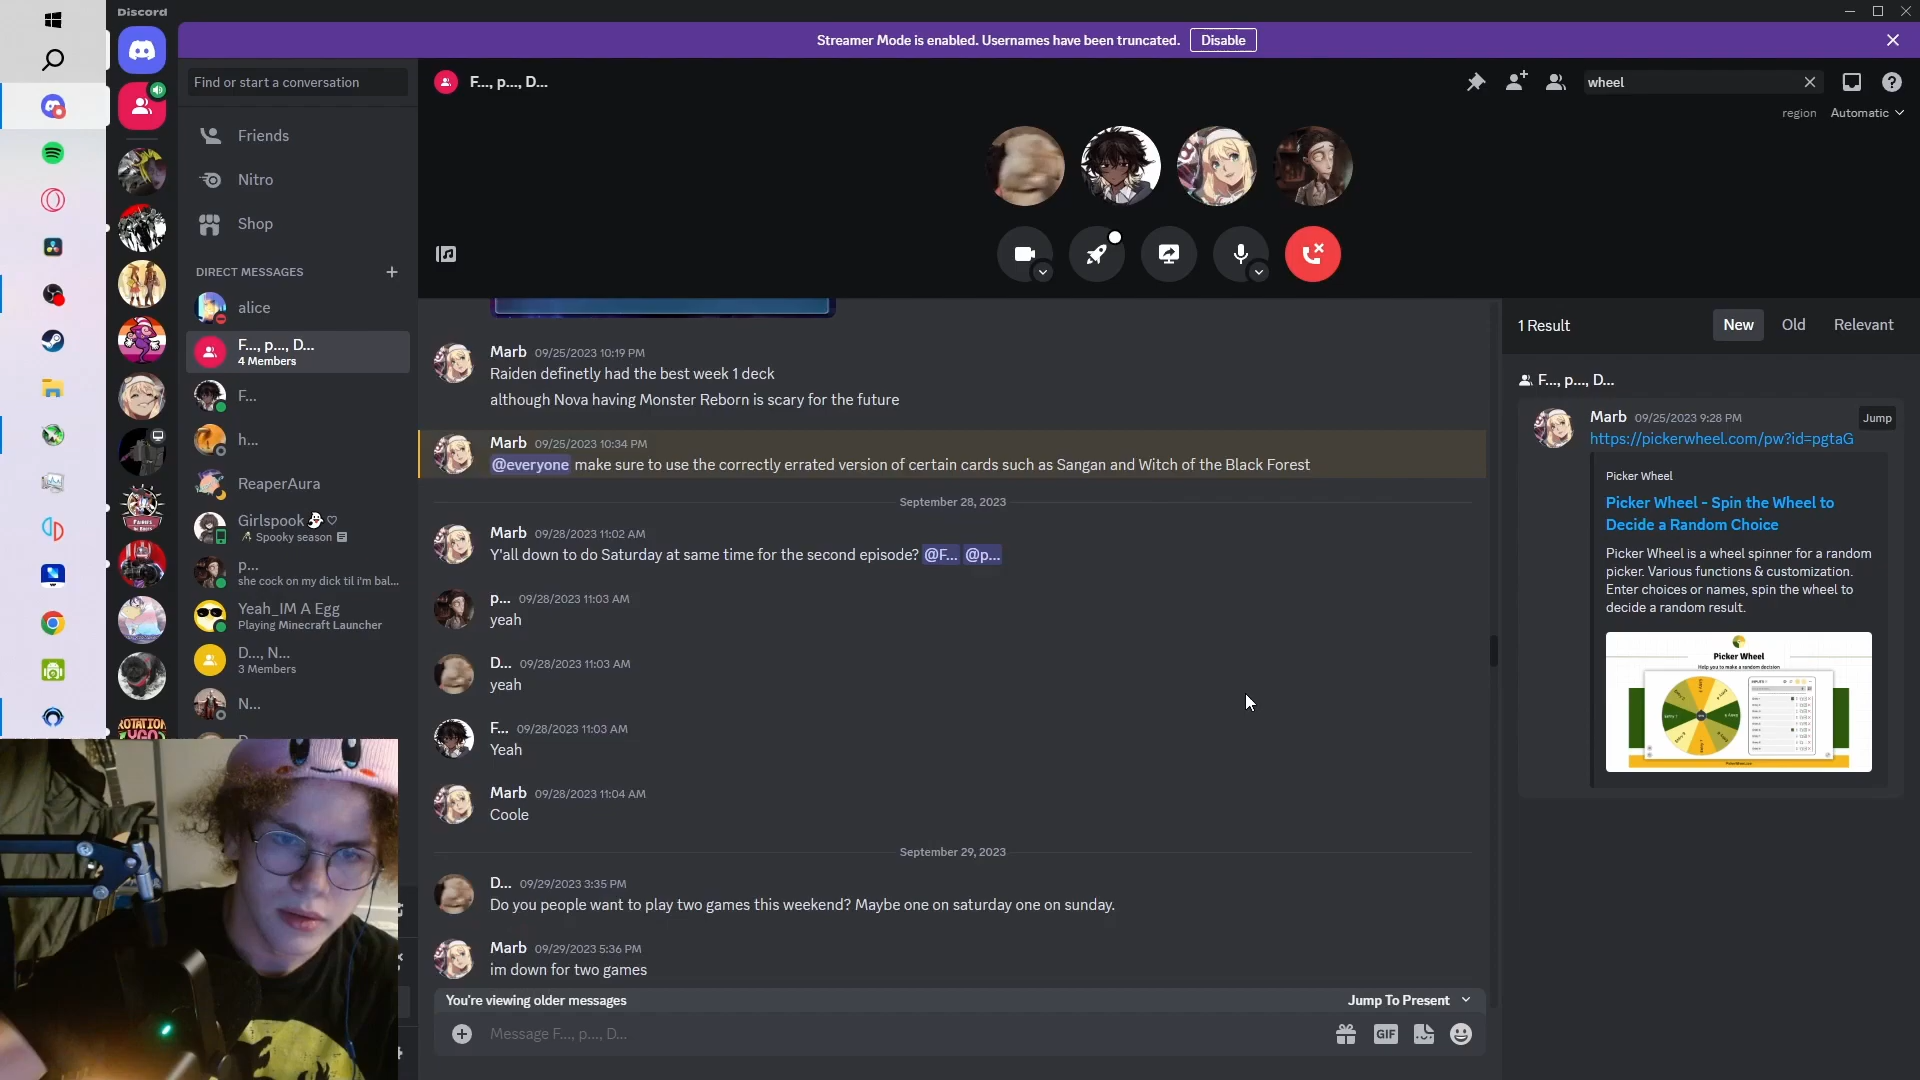 Discord
Streamer Mode is enabled. Usernames have been truncated. Disable
Find or start a conversation
F..., p..., D...
wheel
region Automatic
Friends
Nitro
Shop
DIRECT MESSAGES
alice
F..., p..., D...
4 Members
F...
h...
ReaperAura
Girlspook 👻 ♡
Spooky season
p...
she cock on my dick til i'm bal...
Yeah_IM A Egg
Playing Minecraft Launcher
D..., N...
3 Members
N...
ROTATION
YGO
Marb 09/25/2023 10:19 PM
Raiden definetly had the best week 1 deck
although Nova having Monster Reborn is scary for the future
Marb 09/25/2023 10:34 PM
@everyone make sure to use the correctly errated version of certain cards such as Sangan and Witch of the Black Forest
September 28, 2023
Marb 09/28/2023 11:02 AM
Y'all down to do Saturday at same time for the second episode? @F... @p...
p... 09/28/2023 11:03 AM
yeah
D... 09/28/2023 11:03 AM
yeah
F... 09/28/2023 11:03 AM
Yeah
Marb 09/28/2023 11:04 AM
Coole
September 29, 2023
D... 09/29/2023 3:35 PM
Do you people want to play two games this weekend? Maybe one on saturday one on sunday.
Marb 09/29/2023 5:36 PM
im down for two games
You're viewing older messages Jump To Present
Message F..., p..., D...
GIF
1 Result New Old Relevant
F..., p..., D...
Marb 09/25/2023 9:28 PM Jump
https://pickerwheel.com/pw?id=pgtaG
Picker Wheel
Picker Wheel - Spin the Wheel to
Decide a Random Choice
Picker Wheel is a wheel spinner for a random
picker. Various functions & customization.
Enter choices or names, spin the wheel to
decide a random result.
Picker Wheel
Help you to make a random decision